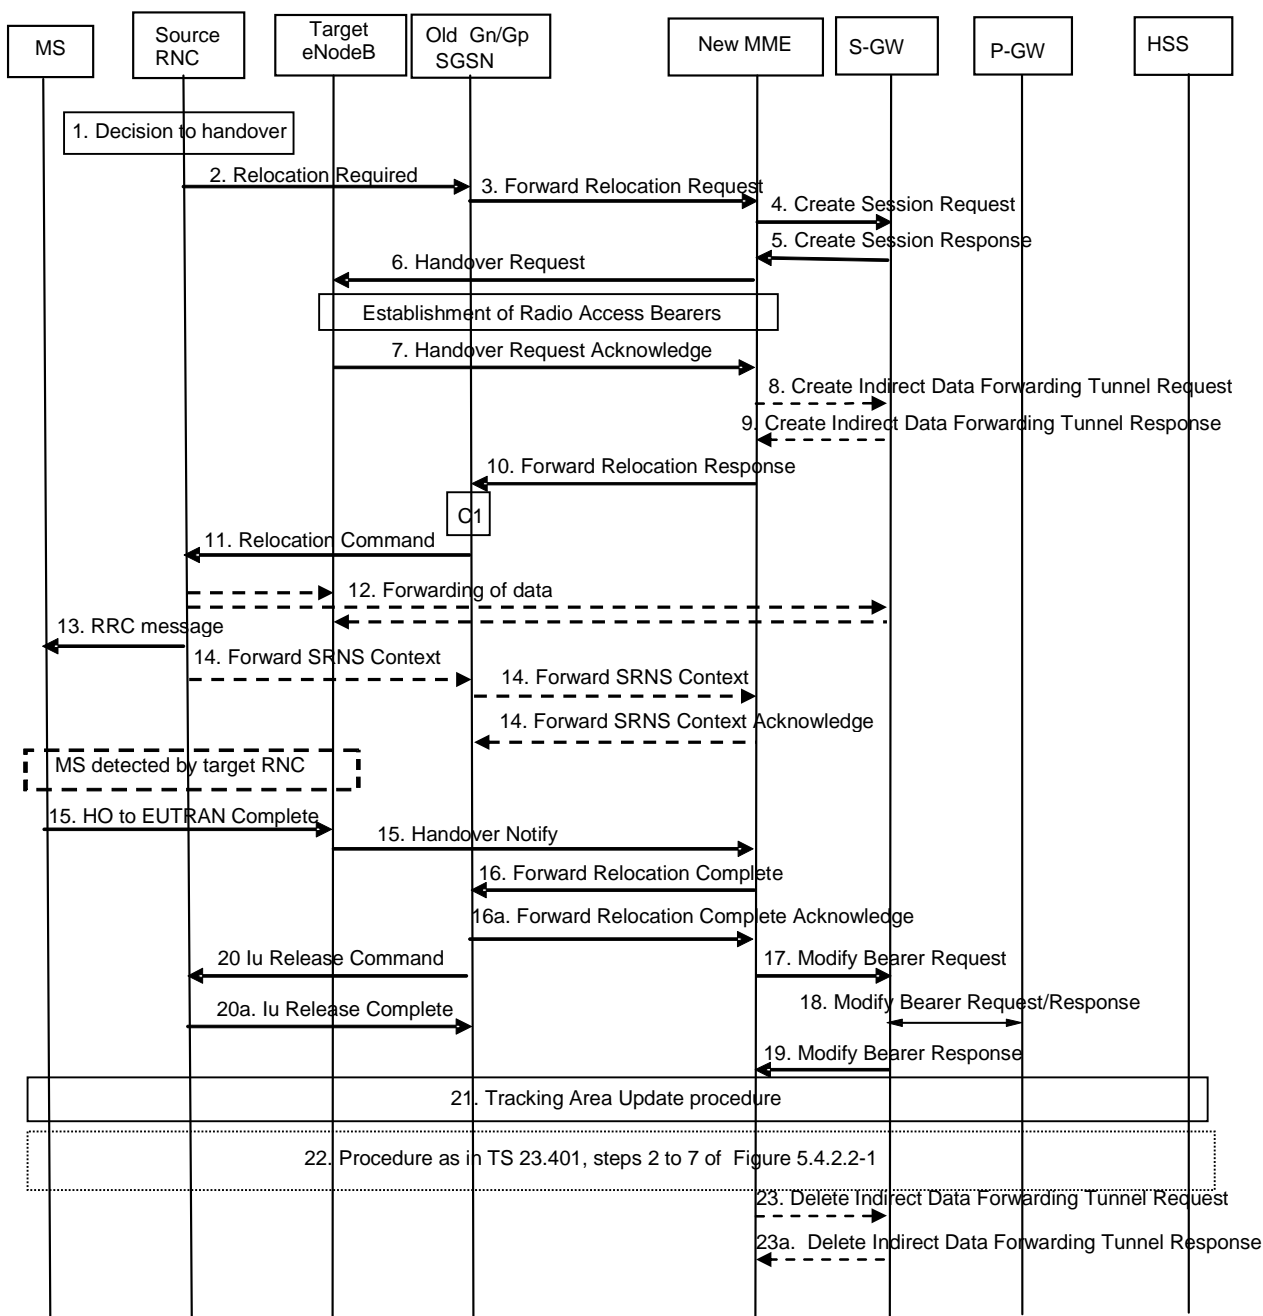 MS
Source
RNC
Target
eNodeB
Old Gn/Gp
SGSN
New MME
S-GW
P-GW
HSS
1. Decision to handover
2. Relocation Required
3. Forward Relocation Request
4. Create Session Request
5. Create Session Response
6. Handover Request
Establishment of Radio Access Bearers
7. Handover Request Acknowledge
8. Create Indirect Data Forwarding Tunnel Request
9. Create Indirect Data Forwarding Tunnel Response
10. Forward Relocation Response
C1
11. Relocation Command
12. Forwarding of data
13. RRC message
14. Forward SRNS Context
14. Forward SRNS Context
14. Forward SRNS Context Acknowledge
MS detected by target RNC
15. HO to EUTRAN Complete
15. Handover Notify
16. Forward Relocation Complete
16a. Forward Relocation Complete Acknowledge
20 Iu Release Command
17. Modify Bearer Request
20a. Iu Release Complete
18. Modify Bearer Request/Response
19. Modify Bearer Response
21. Tracking Area Update procedure
22. Procedure as in TS 23.401, steps 2 to 7 of Figure 5.4.2.2-1
23. Delete Indirect Data Forwarding Tunnel Request
23a. Delete Indirect Data Forwarding Tunnel Response